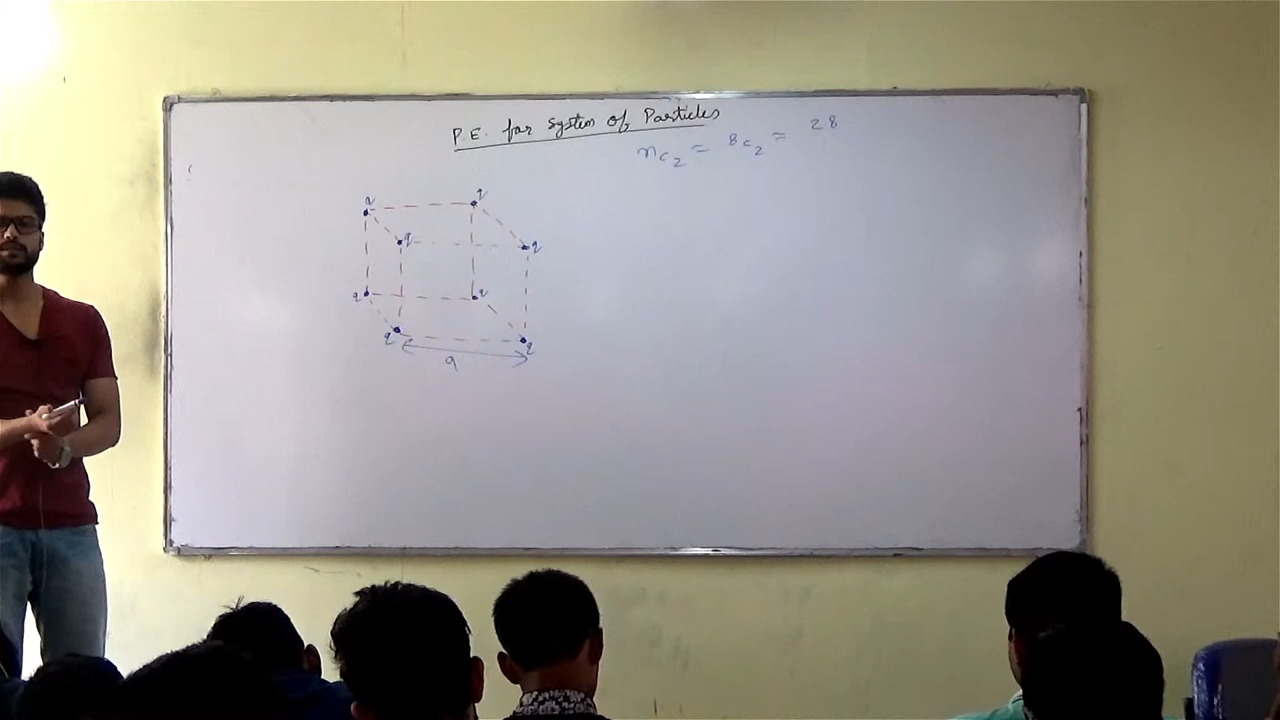 P.E. for System of Particles
nc₂ = 8c₂ = 28
q q
q q
q q
q q
a